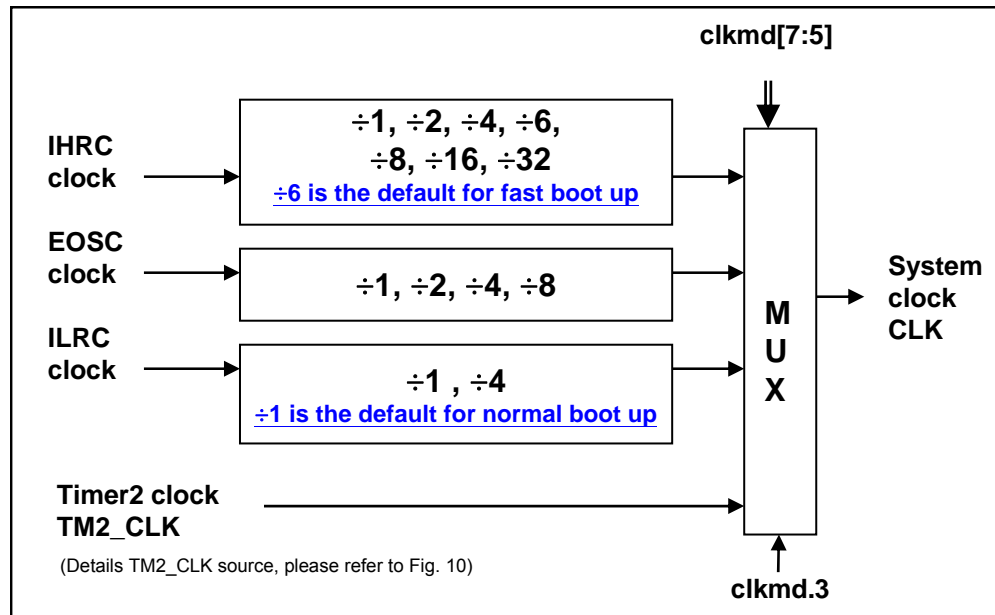 clkmd[7:5]
IHRC
clock
÷1, ÷2, ÷4, ÷6,
÷8, ÷16, ÷32
÷6 is the default for fast boot up
EOSC
clock
÷1, ÷2, ÷4, ÷8
ILRC
clock
÷1 , ÷4
÷1 is the default for normal boot up
Timer2 clock
TM2_CLK
(Details TM2_CLK source, please refer to Fig. 10)
M
U
X
System
clock
CLK
clkmd.3